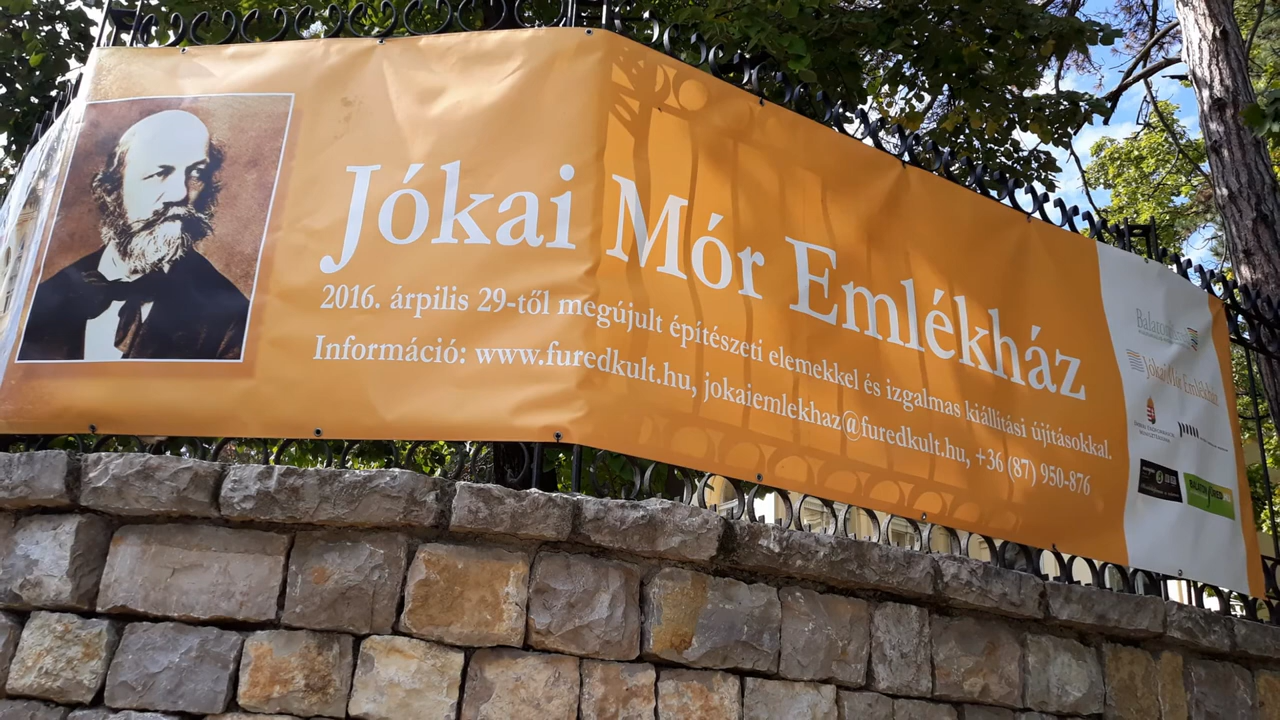 Jókai Mór Emlékház
2016. árpilis 29-től megújult építészeti elemekkel és izgalmas kiállítási újításokkal.
Információ: www.furedkult.hu, jokaiemlekhaz@furedkult.hu, +36 (87) 950-876
Jókai Mór Emlékház